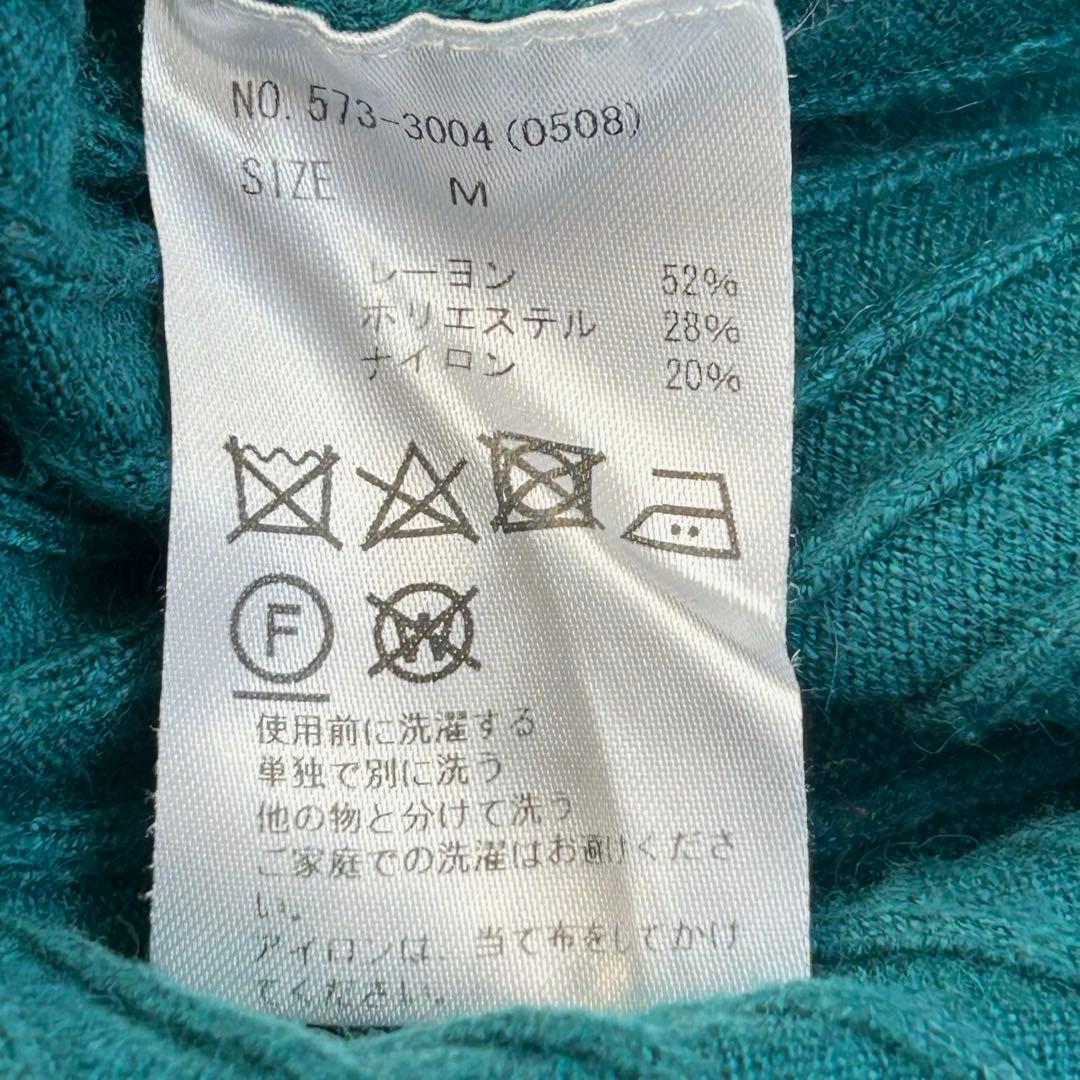 NO. 573-3004(0508)
SIZE M
レーヨン 52%
ポリエステル 28%
ナイロン 20%
F
W
使用前に洗濯する
単独で別に洗う
他の物と分けて洗う
ご家庭での洗濯はお避けくださ
い。
アイロンは、当て布をしてかけ
てください。